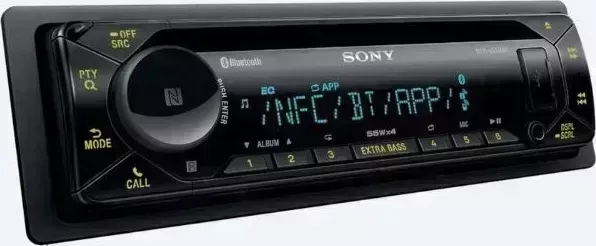 OFF
SRC
PTY
MODE
CALL
PUSH ENTER
Bluetooth
SONY
EQ
APP
/NFC/BT/APP/
55W×4
ALBUM
MIC
1
2
3
EXTRA BASS
4
5
6
DSPL
SCRL